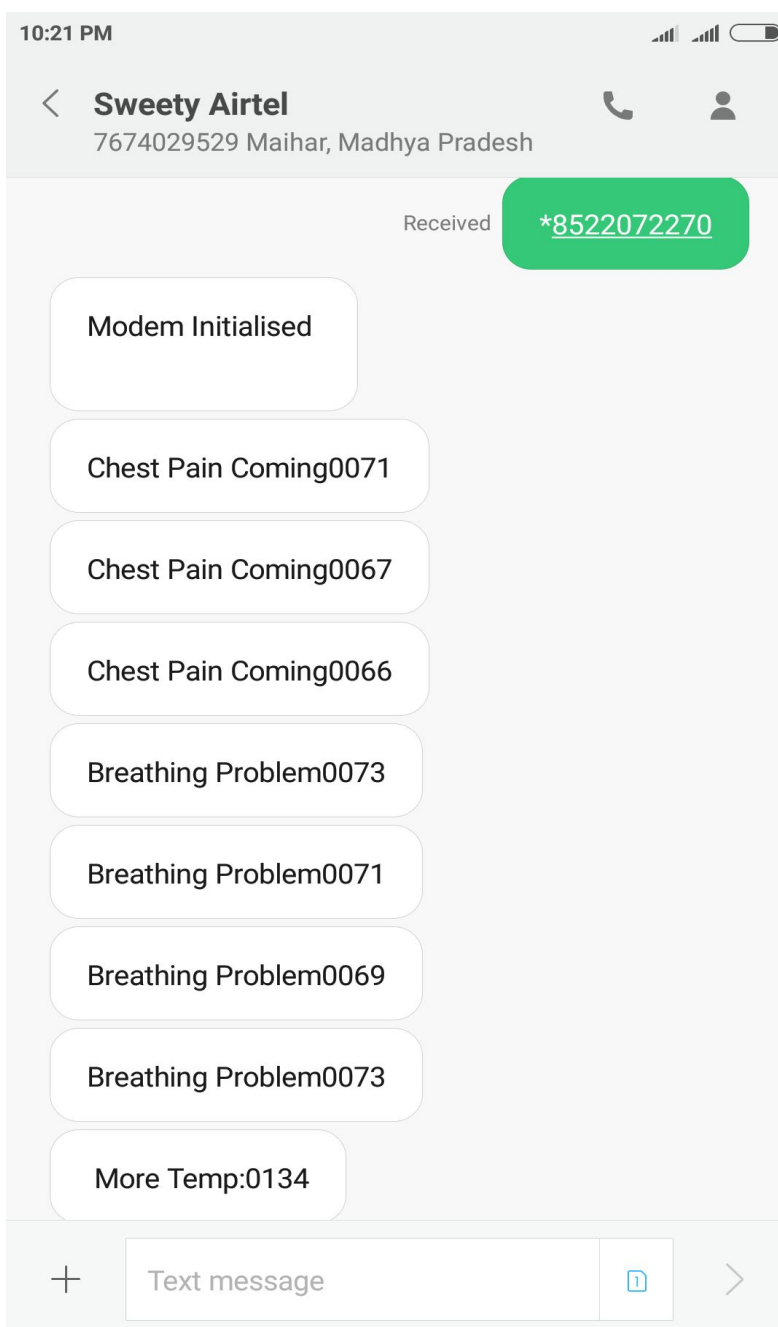 10:21 PM
Sweety Airtel
7674029529 Maihar, Madhya Pradesh
Received *8522072270
Modem Initialised
Chest Pain Coming0071
Chest Pain Coming0067
Chest Pain Coming0066
Breathing Problem0073
Breathing Problem0071
Breathing Problem0069
Breathing Problem0073
More Temp:0134
Text message 1